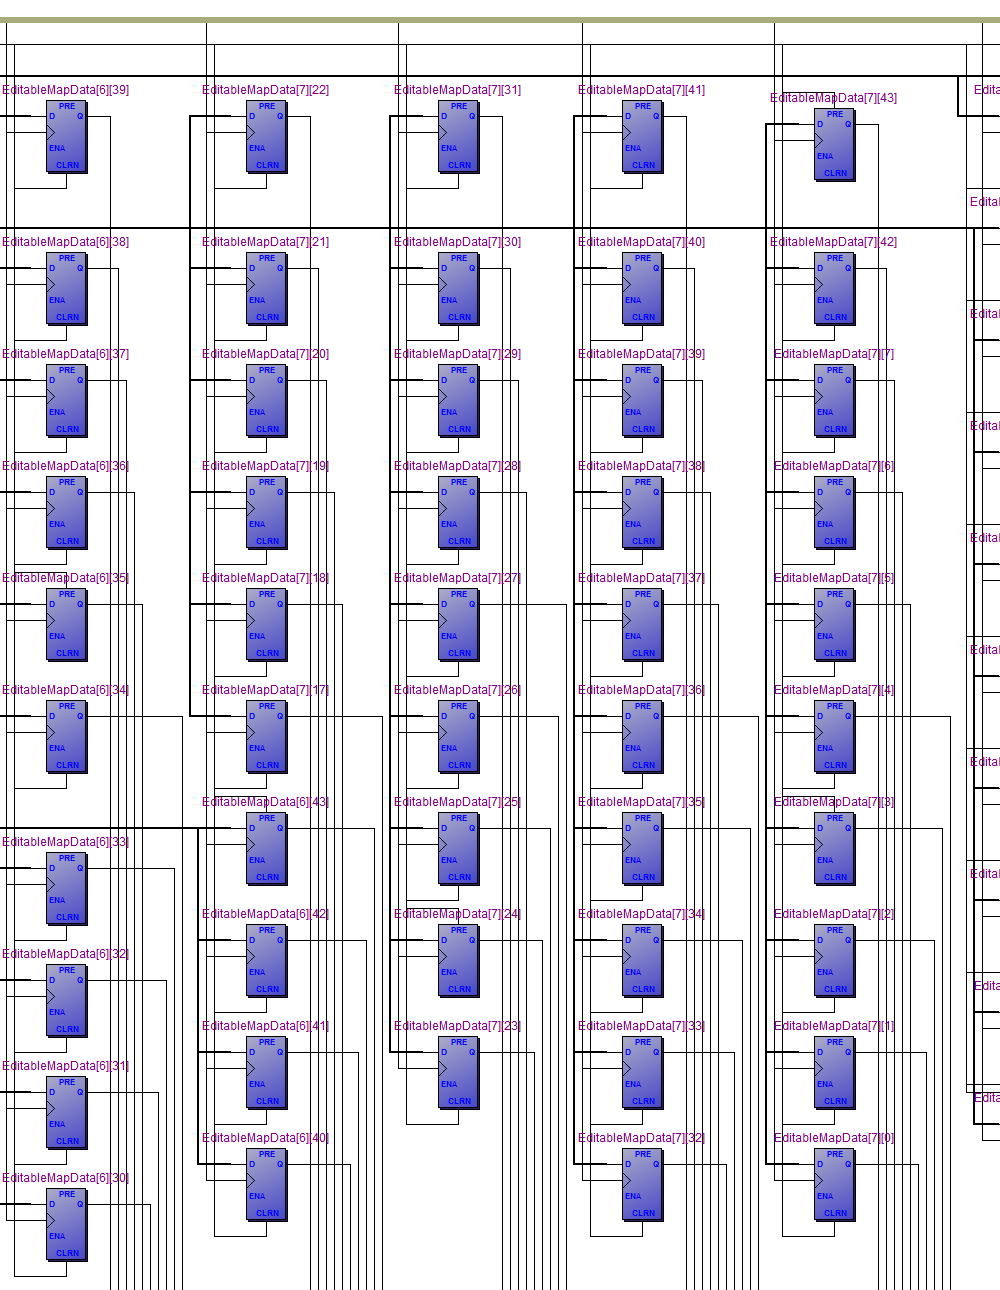 EditableMapData[6][39]
PRE
D Q
ENA
CLRN
EditableMapData[6][38]
PRE
D Q
ENA
CLRN
EditableMapData[6][37]
PRE
D Q
ENA
CLRN
EditableMapData[6][36]
PRE
D Q
ENA
CLRN
EditableMapData[6][35]
PRE
D Q
ENA
CLRN
EditableMapData[6][34]
PRE
D Q
ENA
CLRN
EditableMapData[6][33]
PRE
D Q
ENA
CLRN
EditableMapData[6][32]
PRE
D Q
ENA
CLRN
EditableMapData[6][31]
PRE
D Q
ENA
CLRN
EditableMapData[6][30]
PRE
D Q
ENA
CLRN
EditableMapData[7][22]
PRE
D Q
ENA
CLRN
EditableMapData[7][21]
PRE
D Q
ENA
CLRN
EditableMapData[7][20]
PRE
D Q
ENA
CLRN
EditableMapData[7][19]
PRE
D Q
ENA
CLRN
EditableMapData[7][18]
PRE
D Q
ENA
CLRN
EditableMapData[7][17]
PRE
D Q
ENA
CLRN
EditableMapData[6][43]
PRE
D Q
ENA
CLRN
EditableMapData[6][42]
PRE
D Q
ENA
CLRN
EditableMapData[6][41]
PRE
D Q
ENA
CLRN
EditableMapData[6][40]
PRE
D Q
ENA
CLRN
EditableMapData[7][31]
PRE
D Q
ENA
CLRN
EditableMapData[7][30]
PRE
D Q
ENA
CLRN
EditableMapData[7][29]
PRE
D Q
ENA
CLRN
EditableMapData[7][28]
PRE
D Q
ENA
CLRN
EditableMapData[7][27]
PRE
D Q
ENA
CLRN
EditableMapData[7][26]
PRE
D Q
ENA
CLRN
EditableMapData[7][25]
PRE
D Q
ENA
CLRN
EditableMapData[7][24]
PRE
D Q
ENA
CLRN
EditableMapData[7][23]
PRE
D Q
ENA
CLRN
EditableMapData[7][41]
PRE
D Q
ENA
CLRN
EditableMapData[7][40]
PRE
D Q
ENA
CLRN
EditableMapData[7][39]
PRE
D Q
ENA
CLRN
EditableMapData[7][38]
PRE
D Q
ENA
CLRN
EditableMapData[7][37]
PRE
D Q
ENA
CLRN
EditableMapData[7][36]
PRE
D Q
ENA
CLRN
EditableMapData[7][35]
PRE
D Q
ENA
CLRN
EditableMapData[7][34]
PRE
D Q
ENA
CLRN
EditableMapData[7][33]
PRE
D Q
ENA
CLRN
EditableMapData[7][32]
PRE
D Q
ENA
CLRN
EditableMapData[7][43]
PRE
D Q
ENA
CLRN
EditableMapData[7][42]
PRE
D Q
ENA
CLRN
EditableMapData[7][7]
PRE
D Q
ENA
CLRN
EditableMapData[7][6]
PRE
D Q
ENA
CLRN
EditableMapData[7][5]
PRE
D Q
ENA
CLRN
EditableMapData[7][4]
PRE
D Q
ENA
CLRN
EditableMapData[7][3]
PRE
D Q
ENA
CLRN
EditableMapData[7][2]
PRE
D Q
ENA
CLRN
EditableMapData[7][1]
PRE
D Q
ENA
CLRN
EditableMapData[7][0]
PRE
D Q
ENA
CLRN
Edita
Edita
Edita
Edita
Edita
Edita
Edita
Edita
Edita
Edita